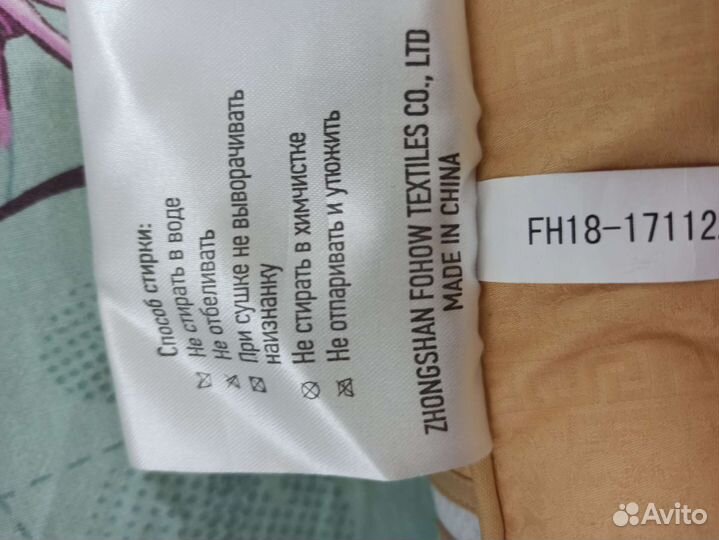 Способ стирки:
Не стирать в воде
Не отбеливать
При сушке не выворачивать
наизнанку
Не стирать в химчистке
Не отпаривать и утюжить
ZHONGSHAN FOHOW TEXTILES CO., LTD
MADE IN CHINA
FH18-17112
Avito